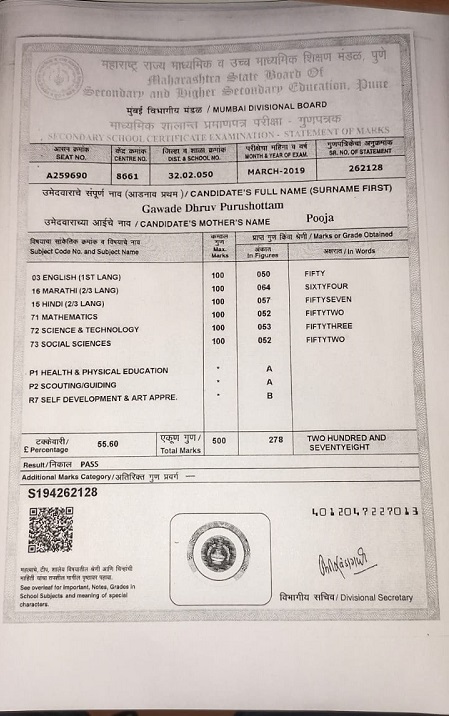 महाराष्ट्र राज्य माध्यमिक व उच्च माध्यमिक शिक्षण मंडळ, पुणे
Maharashtra State Board Of
Secondary and Higher Secondary Education, Pune
मुंबई विभागीय मंडळ / MUMBAI DIVISIONAL BOARD
माध्यमिक शालान्त प्रमाणपत्र परीक्षा - गुणपत्रक
SECONDARY SCHOOL CERTIFICATE EXAMINATION - STATEMENT OF MARKS
आसन क्रमांक केंद्र क्रमांक जिल्हा व शाळा क्रमांक परीक्षेचा महिना व वर्ष गुणपत्रिकेचा अनुक्रमांक
SEAT NO. CENTRE NO. DIST. & SCHOOL NO. MONTH & YEAR OF EXAM. SR. NO. OF STATEMENT
A259690 8661 32.02.050 MARCH-2019 262128
उमेदवाराचे संपूर्ण नाव (आडनाव प्रथम) / CANDIDATE'S FULL NAME (SURNAME FIRST)
Gawade Dhruv Purushottam
उमेदवाराच्या आईचे नाव / CANDIDATE'S MOTHER'S NAME Pooja
विषयाचा सांकेतिक क्रमांक व विषयाचे नाव कमाल गुण प्राप्त गुण किंवा श्रेणी / Marks or Grade Obtained
Subject Code No. and Subject Name Max. Marks अंकात In Figures अक्षरात / In Words
03 ENGLISH (1ST LANG) 100 050 FIFTY
16 MARATHI (2/3 LANG) 100 064 SIXTYFOUR
15 HINDI (2/3 LANG) 100 057 FIFTYSEVEN
71 MATHEMATICS 100 052 FIFTYTWO
72 SCIENCE & TECHNOLOGY 100 053 FIFTYTHREE
73 SOCIAL SCIENCES 100 052 FIFTYTWO
P1 HEALTH & PHYSICAL EDUCATION * A
P2 SCOUTING/GUIDING * A
R7 SELF DEVELOPMENT & ART APPRE. * B
टक्केवारी / एकूण गुण / TWO HUNDRED AND
£ Percentage 55.60 Total Marks 500 278 SEVENTYEIGHT
Result/निकाल PASS
Additional Marks Category/अतिरिक्त गुण प्रवर्ग —
S194262128
4012047227013
महत्वाचे, टीप, शालेय विषयातील श्रेणी आणि चिन्हांची
माहिती याचा तपशील मागील पृष्ठावर पहावा.
See overleaf for important, Notes, Grades in
School Subjects and meaning of special
characters.
विभागीय सचिव / Divisional Secretary